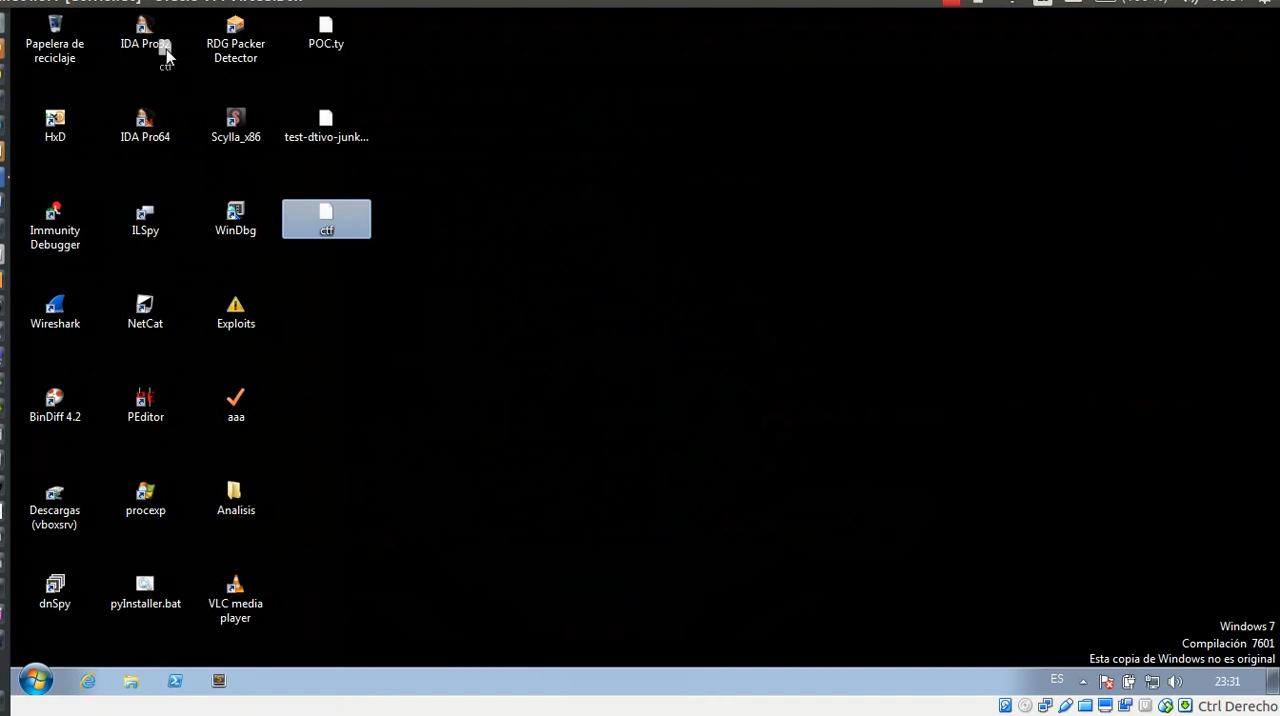 Papelera de
reciclaje
IDA Pro32
ctf
RDG Packer
Detector
POC.ty
HxD
IDA Pro64
Scylla_x86
test-dtivo-junk...
Immunity
Debugger
ILSpy
WinDbg
ctf
Wireshark
NetCat
Exploits
BinDiff 4.2
PEditor
aaa
Descargas
(vboxsrv)
procexp
Analisis
dnSpy
pyInstaller.bat
VLC media
player
Windows 7
Compilación 7601
Esta copia de Windows no es original
ES
23:31
Ctrl Derecho